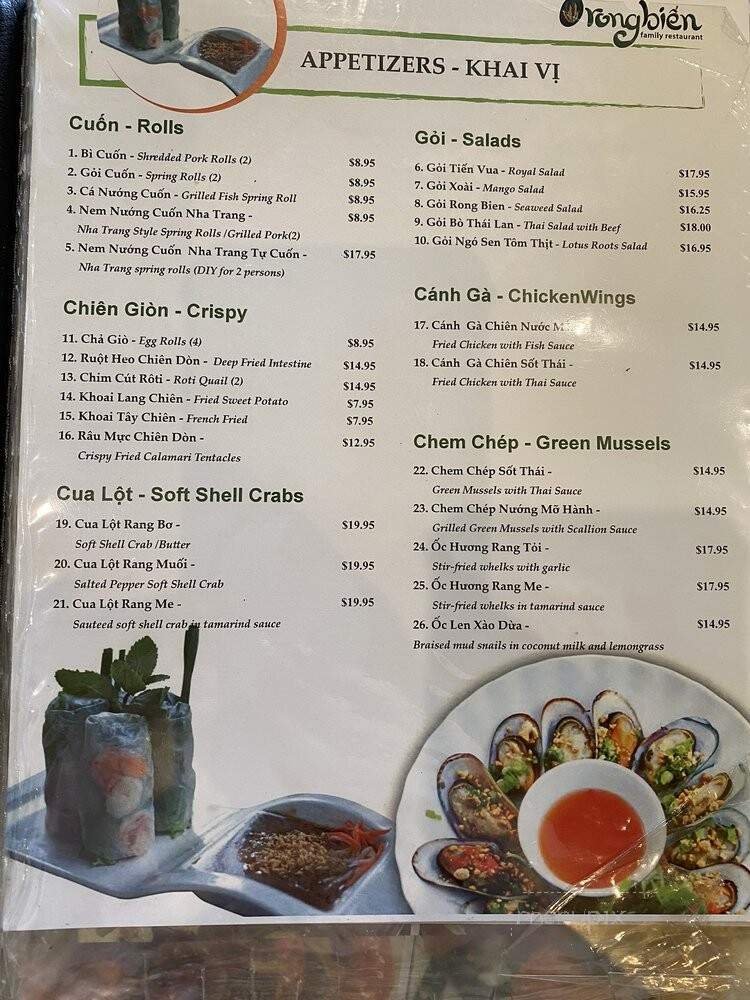 Rong biển
family restaurant
APPETIZERS - KHAI VỊ
Cuốn - Rolls
1. Bì Cuốn - Shredded Pork Rolls (2) $8.95
2. Gỏi Cuốn - Spring Rolls (2) $8.95
3. Cá Nướng Cuốn - Grilled Fish Spring Roll $8.95
4. Nem Nướng Cuốn Nha Trang - $8.95
Nha Trang Style Spring Rolls /Grilled Pork(2)
5. Nem Nướng Cuốn Nha Trang Tự Cuốn - $17.95
Nha Trang spring rolls (DIY for 2 persons)
Chiên Giòn - Crispy
11. Chả Giò - Egg Rolls (4) $8.95
12. Ruột Heo Chiên Dòn - Deep Fried Intestine $14.95
13. Chim Cút Rôti - Roti Quail (2) $14.95
14. Khoai Lang Chiên - Fried Sweet Potato $7.95
15. Khoai Tây Chiên - French Fried $7.95
16. Râu Mực Chiên Dòn - $12.95
Crispy Fried Calamari Tentacles
Cua Lột - Soft Shell Crabs
19. Cua Lột Rang Bơ - $19.95
Soft Shell Crab /Butter
20. Cua Lột Rang Muối - $19.95
Salted Pepper Soft Shell Crab
21. Cua Lột Rang Me - $19.95
Sauteed soft shell crab in tamarind sauce
Gỏi - Salads
6. Gỏi Tiến Vua - Royal Salad $17.95
7. Gỏi Xoài - Mango Salad $15.95
8. Gỏi Rong Bien - Seaweed Salad $16.25
9. Gỏi Bò Thái Lan - Thai Salad with Beef $18.00
10. Gỏi Ngó Sen Tôm Thịt - Lotus Roots Salad $16.95
Cánh Gà - ChickenWings
17. Cánh Gà Chiên Nước M $14.95
Fried Chicken with Fish Sauce
18. Cánh Gà Chiên Sốt Thái - $14.95
Fried Chicken with Thai Sauce
Chem Chép - Green Mussels
22. Chem Chép Sốt Thái - $14.95
Green Mussels with Thai Sauce
23. Chem Chép Nướng Mỡ Hành - $14.95
Grilled Green Mussels with Scallion Sauce
24. Ốc Hương Rang Tỏi - $17.95
Stir-fried whelks with garlic
25. Ốc Hương Rang Me - $17.95
Stir-fried whelks in tamarind sauce
26. Ốc Len Xào Dừa - $14.95
Braised mud snails in coconut milk and lemongrass